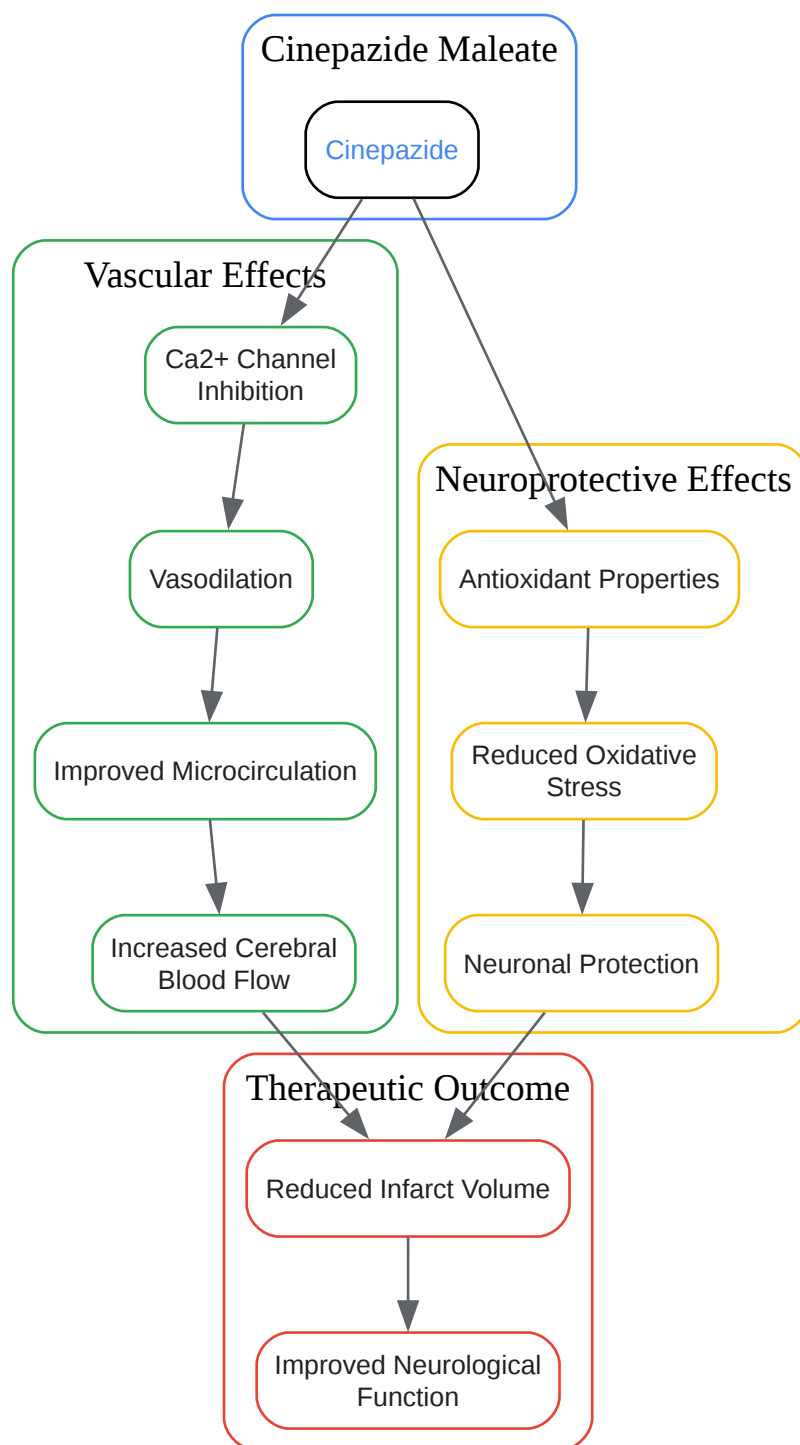 Cinepazide Maleate
Cinepazide
Vascular Effects
Ca2+ Channel
Inhibition
Vasodilation
Improved Microcirculation
Increased Cerebral
Blood Flow
Neuroprotective Effects
Antioxidant Properties
Reduced Oxidative
Stress
Neuronal Protection
Therapeutic Outcome
Reduced Infarct Volume
Improved Neurological
Function